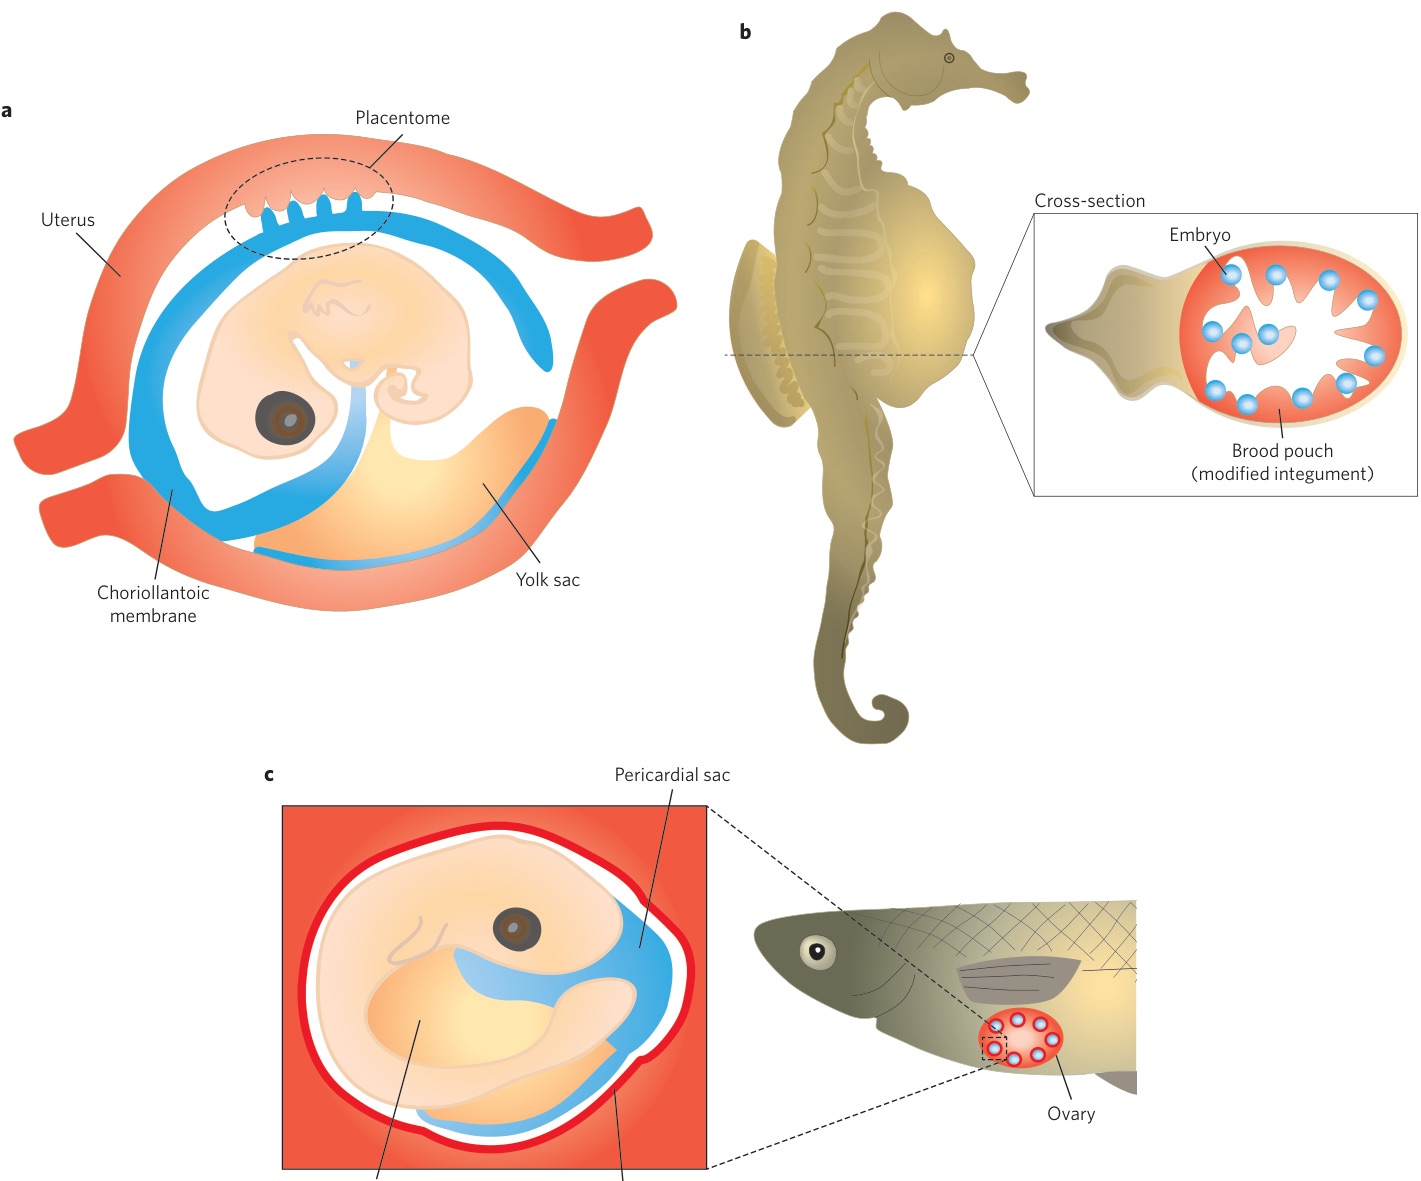 a
Placentome
Uterus
Choriollantoic
membrane
Yolk sac
b
Cross-section
Embryo
Brood pouch
(modified integument)
c
Pericardial sac
Ovary